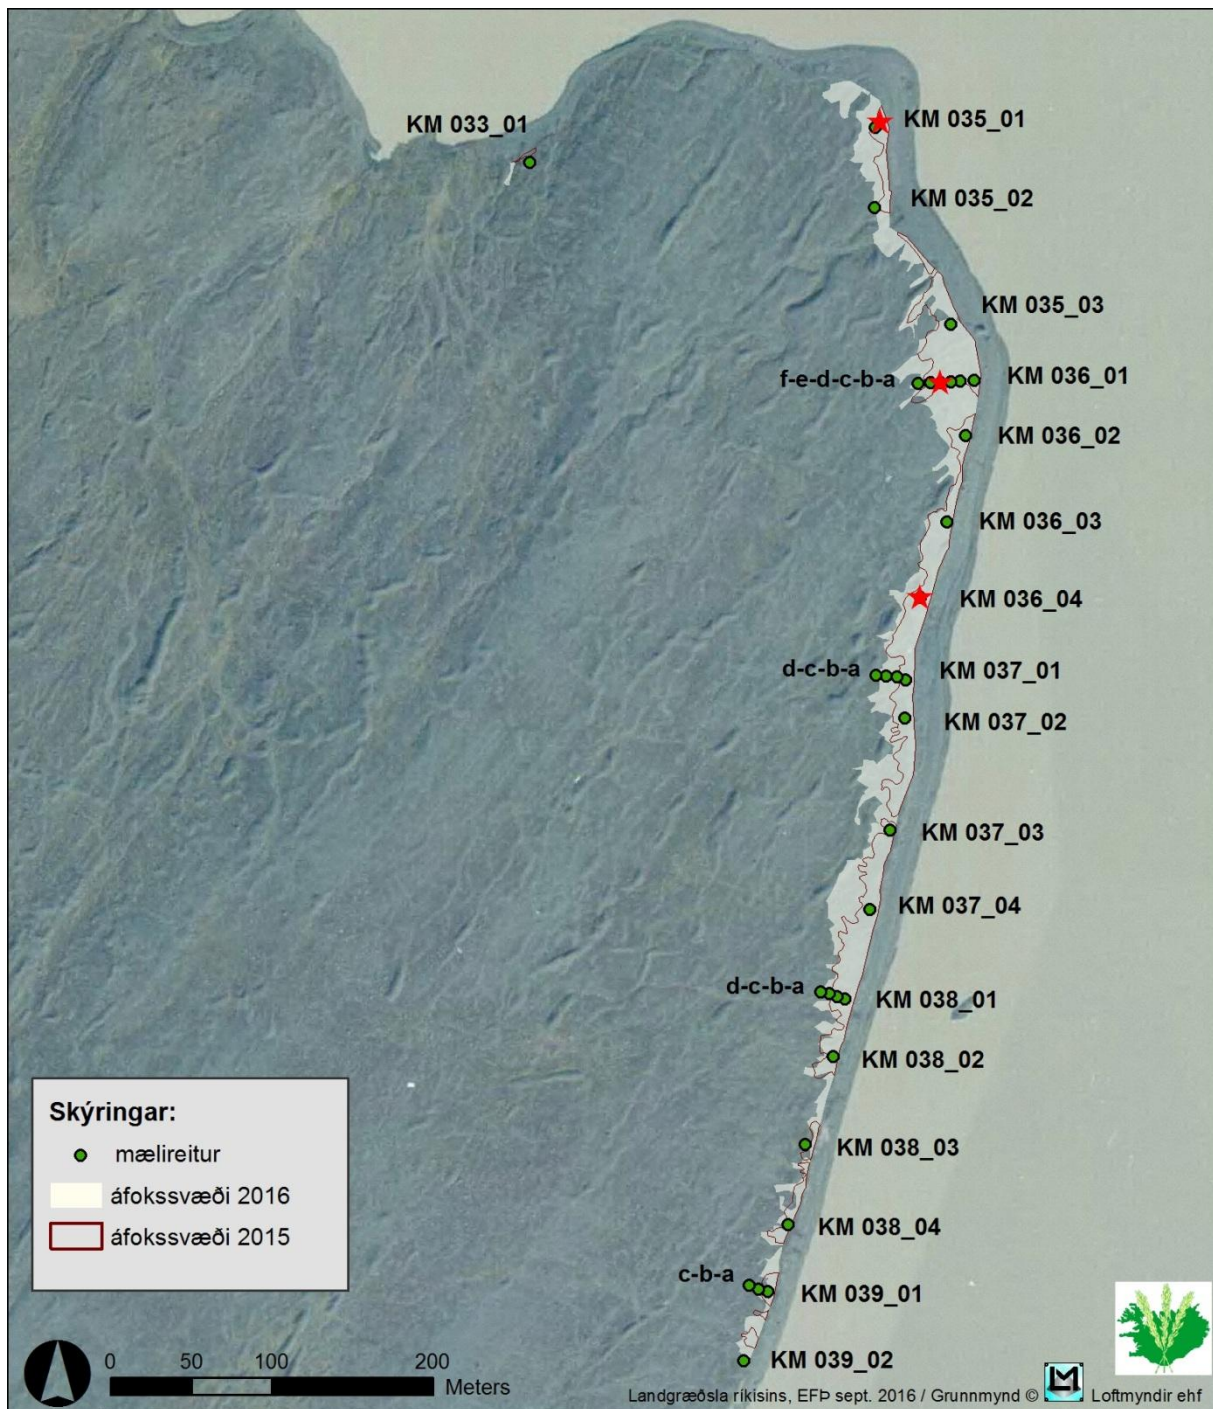 KM 033_01
KM 035_01
KM 035_02
KM 035_03
f-e-d-c-b-a
KM 036_01
KM 036_02
KM 036_03
KM 036_04
d-c-b-a
KM 037_01
KM 037_02
KM 037_03
KM 037_04
d-c-b-a
KM 038_01
KM 038_02
KM 038_03
KM 038_04
c-b-a
KM 039_01
KM 039_02
Skýringar:
mælireitur
áfokssvæði 2016
áfokssvæði 2015
0 50 100 200
Meters
Landgræðsla ríkisins, EFÞ sept. 2016 / Grunnmynd © LM Loftmyndir ehf